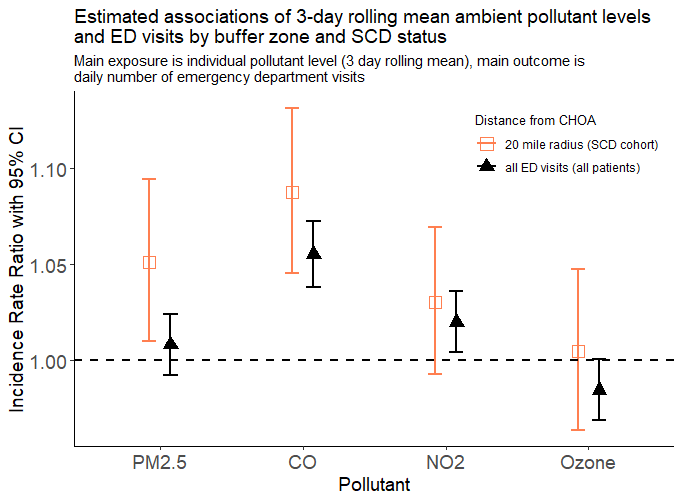 Estimated associations of 3-day rolling mean ambient pollutant levels
and ED visits by buffer zone and SCD status
Main exposure is individual pollutant level (3 day rolling mean), main outcome is
daily number of emergency department visits
Distance from CHOA
20 mile radius (SCD cohort)
all ED visits (all patients)
Incidence Rate Ratio with 95% CI
1.10
1.05
1.00
PM2.5
CO
NO2
Ozone
Pollutant